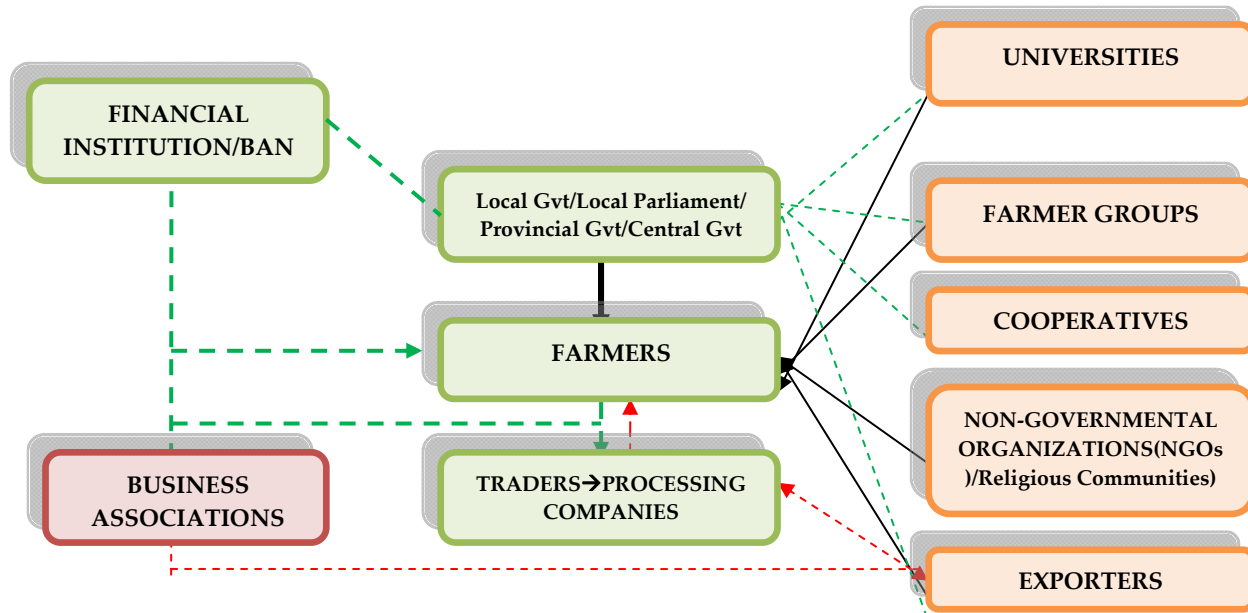 UNIVERSITIES
FINANCIAL
INSTITUTION/BAN
Local Gvt/Local Parliament/
Provincial Gvt/Central Gvt
FARMER GROUPS
COOPERATIVES
FARMERS
NON-GOVERNMENTAL
ORGANIZATIONS(NGOs
)/Religious Communities)
BUSINESS
ASSOCIATIONS
TRADERS→PROCESSING
COMPANIES
EXPORTERS